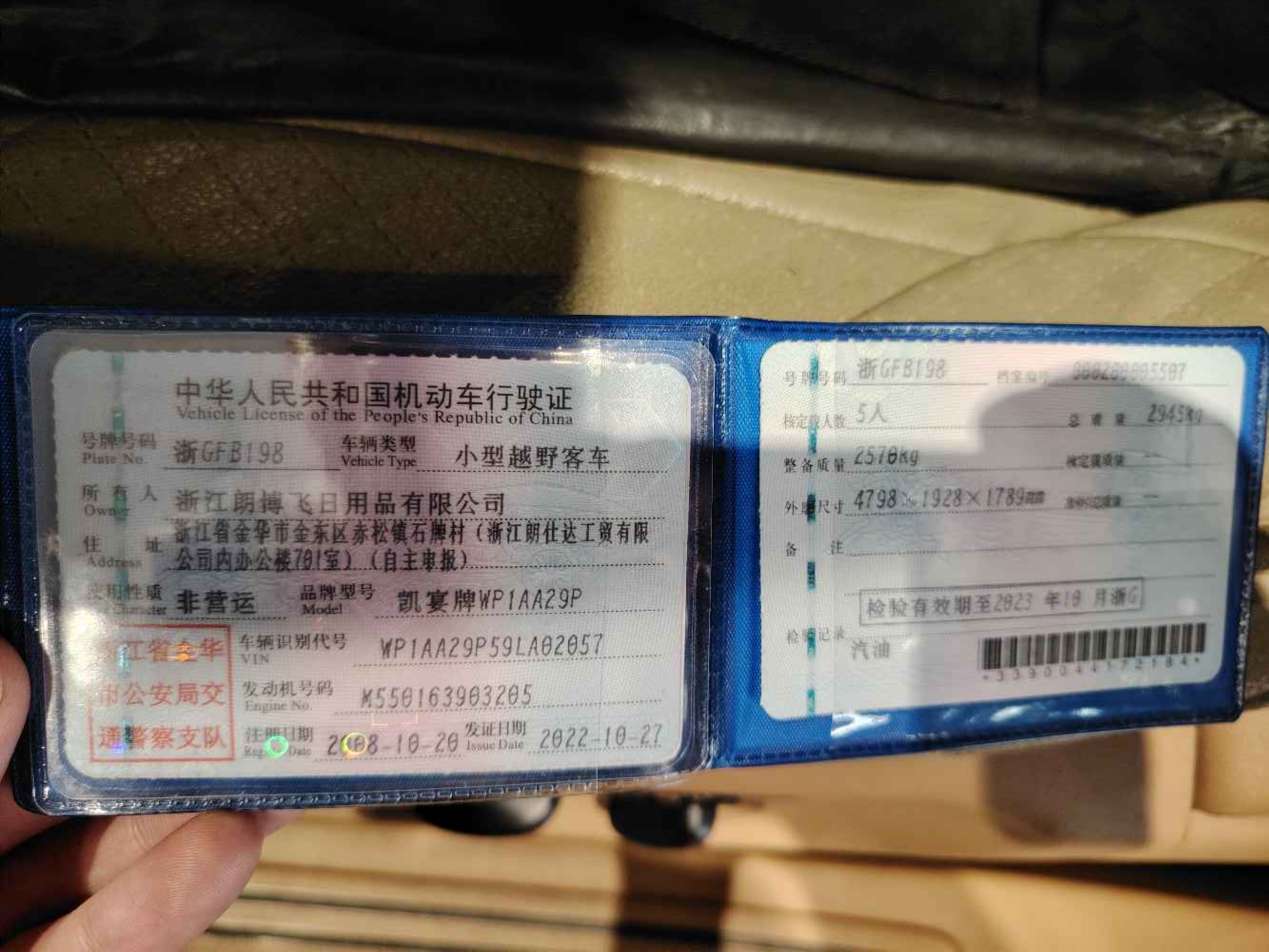 中华人民共和国机动车行驶证
Vehicle License of the People's Republic of China
号牌号码 浙GFB198 车辆类型 小型越野客车
Plate No. Vehicle Type
所有人 浙江朗博飞日用品有限公司
Owner
住址 浙江省金华市金东区赤松镇石牌村(浙江朗仕达工贸有限
Address 公司内办公楼701室)(自主申报)
使用性质 非营运 品牌型号 凯宴牌WP1AA29P
Character Model
车辆识别代号 WP1AA29P59LA02057
VIN
发动机号码 M550163903205
Engine No.
注册日期 2008-10-20 发证日期 2022-10-27
Register Date Issue Date
浙江省金华
市公安局交
通警察支队
号牌号码 浙GFB198 档案编号
核定载人数 5人 总质量 2945kg
整备质量 2570kg 核定载质量 --
外廓尺寸 4798×1928×1789mm 准牵引总质量 --
备注
检验有效期至2023年10月浙G
检验记录
汽油
*3390044172184*